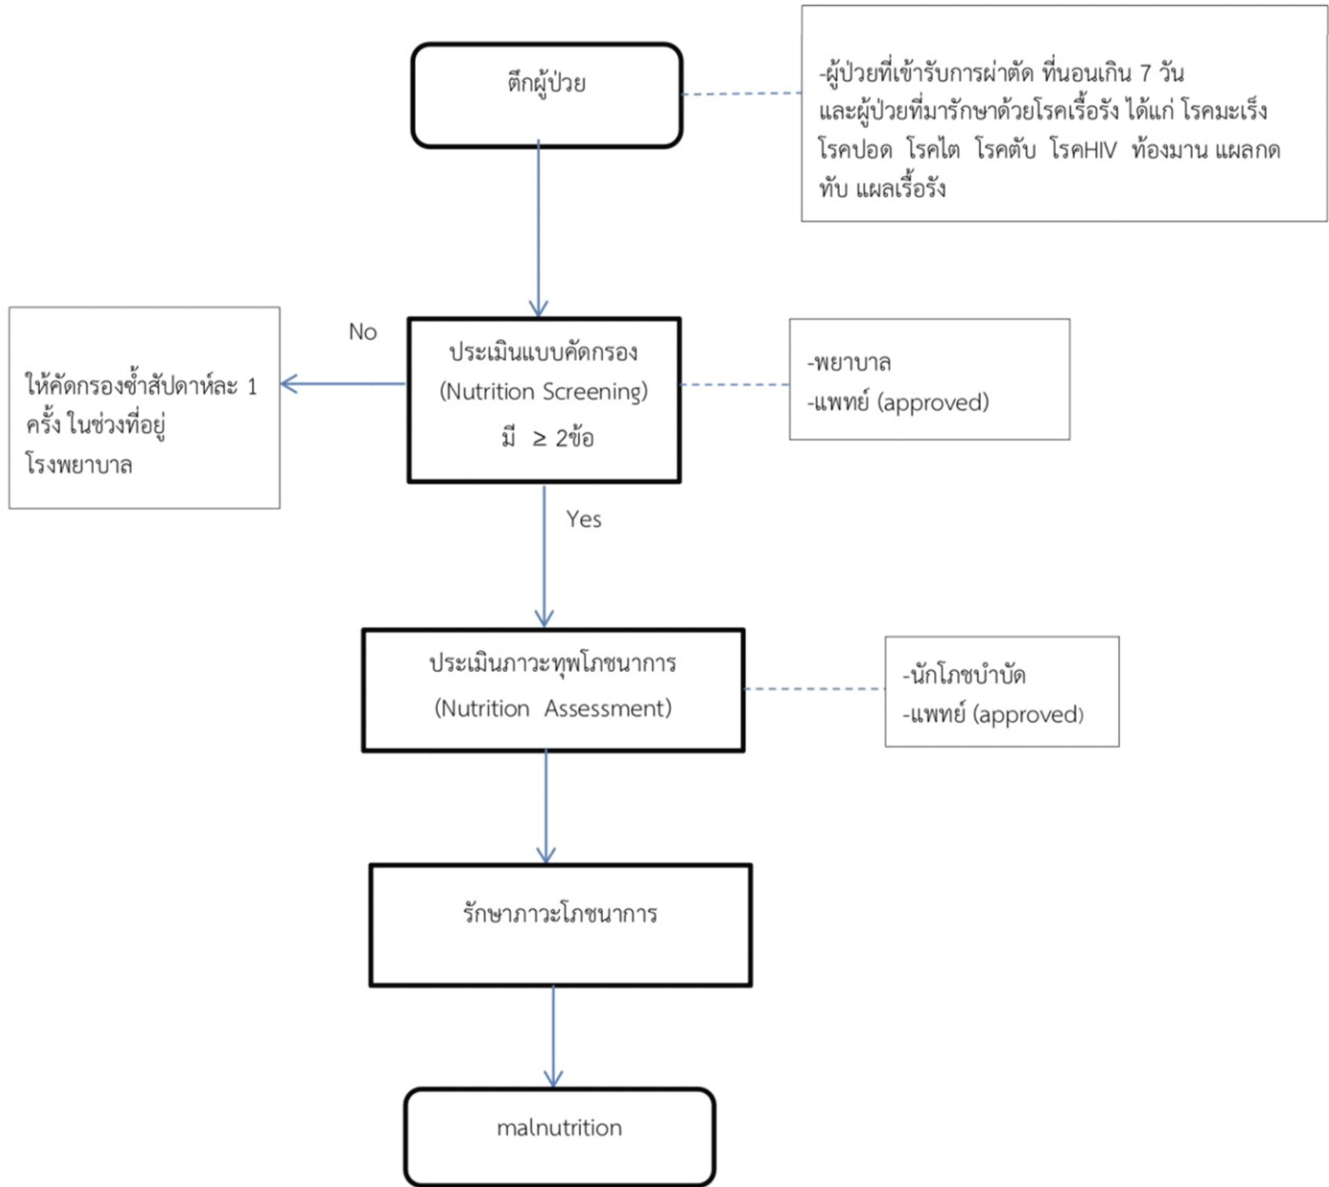 ตึกผู้ป่วย
-ผู้ป่วยที่เข้ารับการผ่าตัด ที่นอนเกิน 7 วัน
และผู้ป่วยที่มารักษาด้วยโรคเรื้อรัง ได้แก่ โรคมะเร็ง
โรคปอด โรคไต โรคตับ โรคHIV ท้องมาน แผลกด
ทับ แผลเรื้อรัง
No
ให้คัดกรองซ้ำสัปดาห์ละ 1
ครั้ง ในช่วงที่อยู่
โรงพยาบาล
ประเมินแบบคัดกรอง
(Nutrition Screening)
มี ≥ 2ข้อ
-พยาบาล
-แพทย์ (approved)
Yes
ประเมินภาวะทุพโภชนาการ
(Nutrition Assessment)
-นักโภชบำบัด
-แพทย์ (approved)
รักษาภาวะโภชนาการ
malnutrition